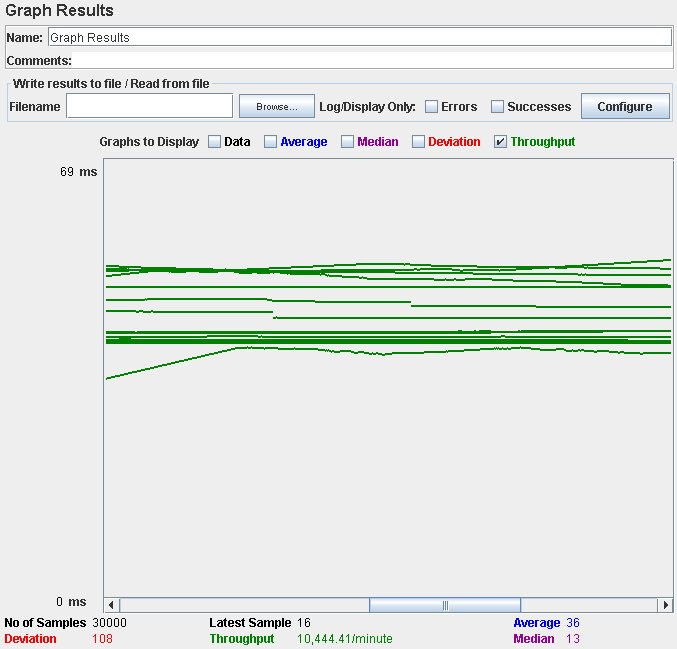 Graph Results
Name: Graph Results
Comments:
Write results to file / Read from file
Filename Browse... Log/Display Only: Errors Successes Configure
Graphs to Display Data Average Median Deviation Throughput
69 ms
0 ms
No of Samples 30000 Latest Sample 16 Average 36
Deviation 108 Throughput 10,444.41/minute Median 13